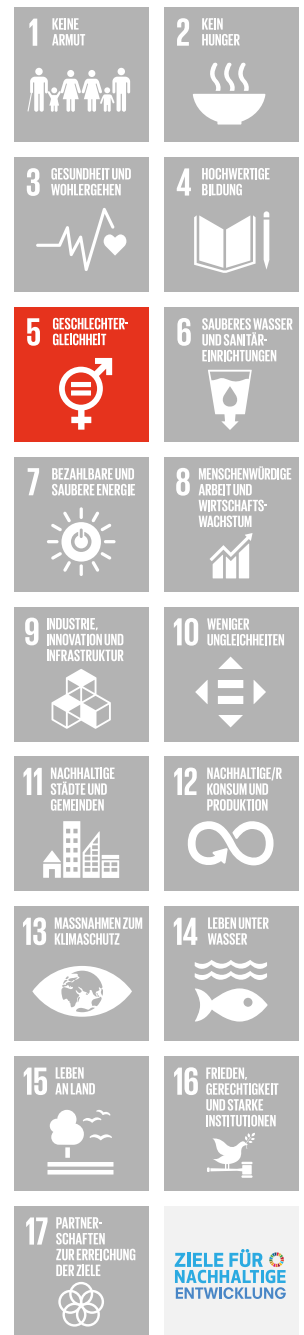 1 KEINE
ARMUT
2 KEIN
HUNGER
3 GESUNDHEIT UND
WOHLERGEHEN
4 HOCHWERTIGE
BILDUNG
5 GESCHLECHTER-
GLEICHHEIT
6 SAUBERES WASSER
UND SANITÄR-
EINRICHTUNGEN
7 BEZAHLBARE UND
SAUBERE ENERGIE
8 MENSCHENWÜRDIGE
ARBEIT UND
WIRTSCHAFTS-
WACHSTUM
9 INDUSTRIE,
INNOVATION UND
INFRASTRUKTUR
10 WENIGER
UNGLEICHHEITEN
11 NACHHALTIGE
STÄDTE UND
GEMEINDEN
12 NACHHALTIGE/R
KONSUM UND
PRODUKTION
13 MASSNAHMEN ZUM
KLIMASCHUTZ
14 LEBEN UNTER
WASSER
15 LEBEN
AN LAND
16 FRIEDEN,
GERECHTIGKEIT
UND STARKE
INSTITUTIONEN
17 PARTNER-
SCHAFTEN
ZUR ERREICHUNG
DER ZIELE
ZIELE FÜR
NACHHALTIGE
ENTWICKLUNG